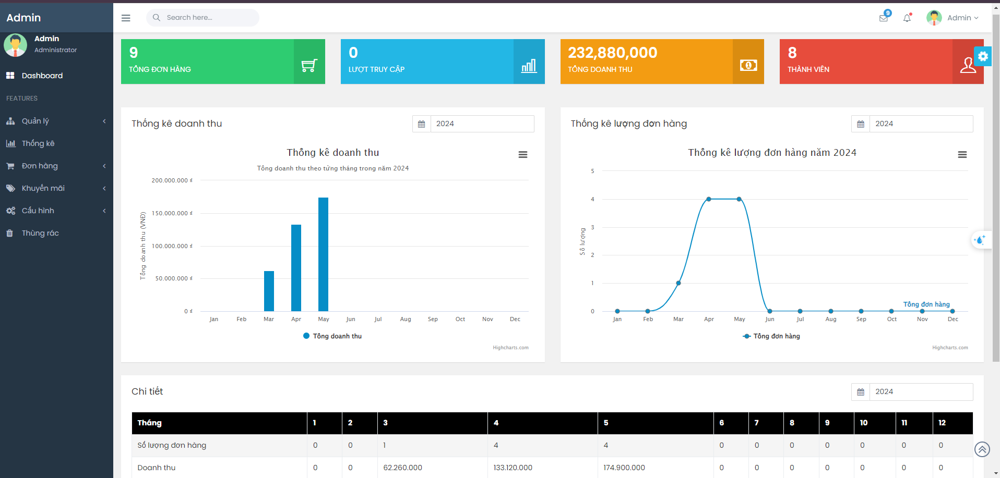 Admin
Admin
Administrator
Dashboard
FEATURES
Quản lý
Thống kê
Đơn hàng
Khuyến mãi
Cấu hình
Thùng rác
Search here...
9
Admin
9
TỔNG ĐƠN HÀNG
0
LƯỢT TRUY CẬP
232,880,000
TỔNG DOANH THU
8
THÀNH VIÊN
Thống kê doanh thu
2024
Thống kê doanh thu
Tổng doanh thu theo từng tháng trong năm 2024
Tổng doanh thu (VNĐ)
200.000.000 ₫
150.000.000 ₫
100.000.000 ₫
50.000.000 ₫
0 ₫
Jan Feb Mar Apr May Jun Jul Aug Sep Oct Nov Dec
Tổng doanh thu
Highcharts.com
Thống kê lượng đơn hàng
2024
Thống kê lượng đơn hàng năm 2024
Số lượng
5
4
3
2
1
0
Tổng đơn hàng
Jan Feb Mar Apr May Jun Jul Aug Sep Oct Nov Dec
Tổng đơn hàng
Highcharts.com
Chi tiết
2024
Tháng 1 2 3 4 5 6 7 8 9 10 11 12
Số lượng đơn hàng 0 0 1 4 4 0 0 0 0 0 0 0
Doanh thu 0 0 62.260.000 133.120.000 174.900.000 0 0 0 0 0 0 0